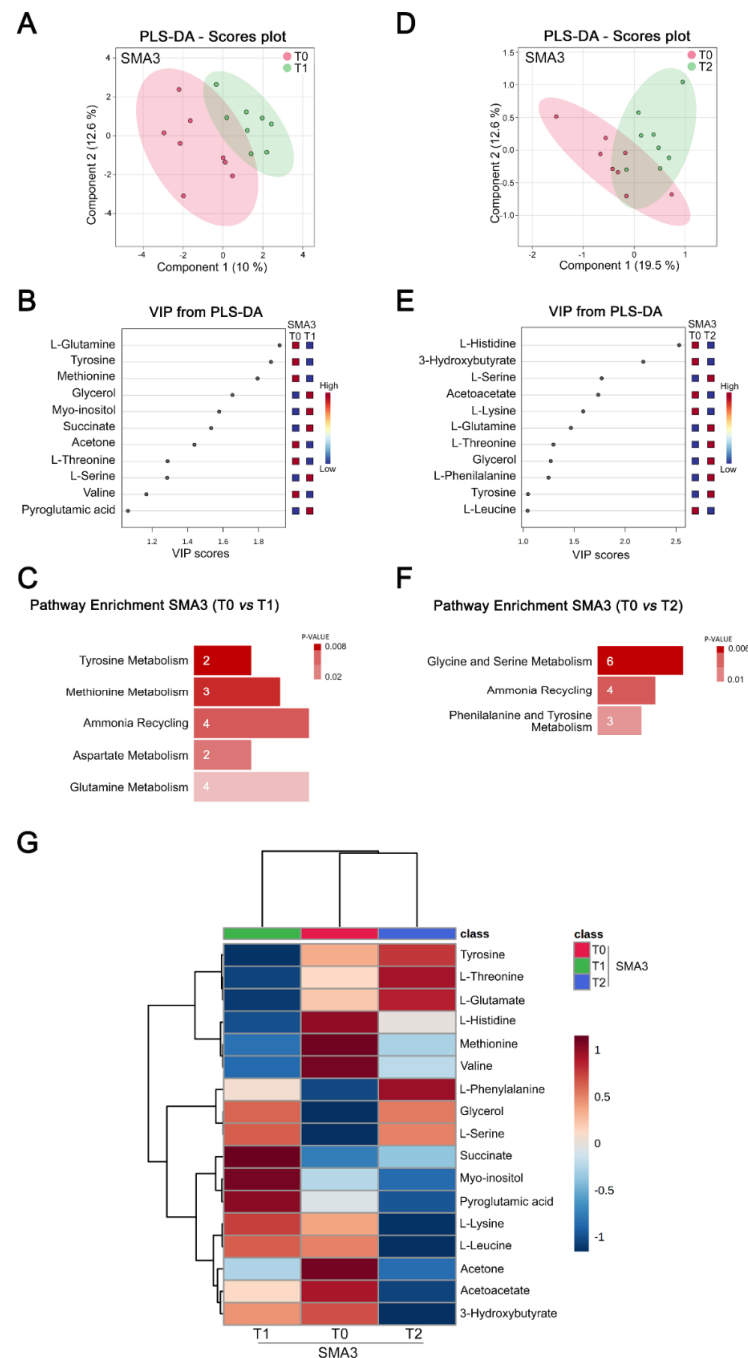 A
PLS-DA - Scores plot
SMA3
T0
T1
4
2
0
-2
-4
Component 2 (12.6 %)
-4
-2
0
2
4
Component 1 (10 %)
D
PLS-DA - Scores plot
SMA3
T0
T2
1.5
1.0
0.5
0.0
-0.5
-1.0
Component 2 (12.6 %)
-2
-1
0
1
Component 1 (19.5 %)
B
VIP from PLS-DA
SMA3
T0 T1
L-Glutamine
Tyrosine
Methionine
Glycerol
Myo-inositol
Succinate
Acetone
L-Threonine
L-Serine
Valine
Pyroglutamic acid
High
Low
1.2
1.4
1.6
1.8
VIP scores
E
VIP from PLS-DA
SMA3
T0 T2
L-Histidine
3-Hydroxybutyrate
L-Serine
Acetoacetate
L-Lysine
L-Glutamine
L-Threonine
Glycerol
L-Phenilalanine
Tyrosine
L-Leucine
High
Low
1.0
1.5
2.0
2.5
VIP scores
C
Pathway Enrichment SMA3 (T0 vs T1)
P-VALUE
0.008
0.02
Tyrosine Metabolism 2
Methionine Metabolism 3
Ammonia Recycling 4
Aspartate Metabolism 2
Glutamine Metabolism 4
F
Pathway Enrichment SMA3 (T0 vs T2)
P-VALUE
0.006
0.01
Glycine and Serine Metabolism 6
Ammonia Recycling 4
Phenilalanine and Tyrosine 3
Metabolism
G
class
Tyrosine
L-Threonine
L-Glutamate
L-Histidine
Methionine
Valine
L-Phenylalanine
Glycerol
L-Serine
Succinate
Myo-inositol
Pyroglutamic acid
L-Lysine
L-Leucine
Acetone
Acetoacetate
3-Hydroxybutyrate
class
T0
T1
T2
SMA3
1
0.5
0
-0.5
-1
T1
T0
T2
SMA3